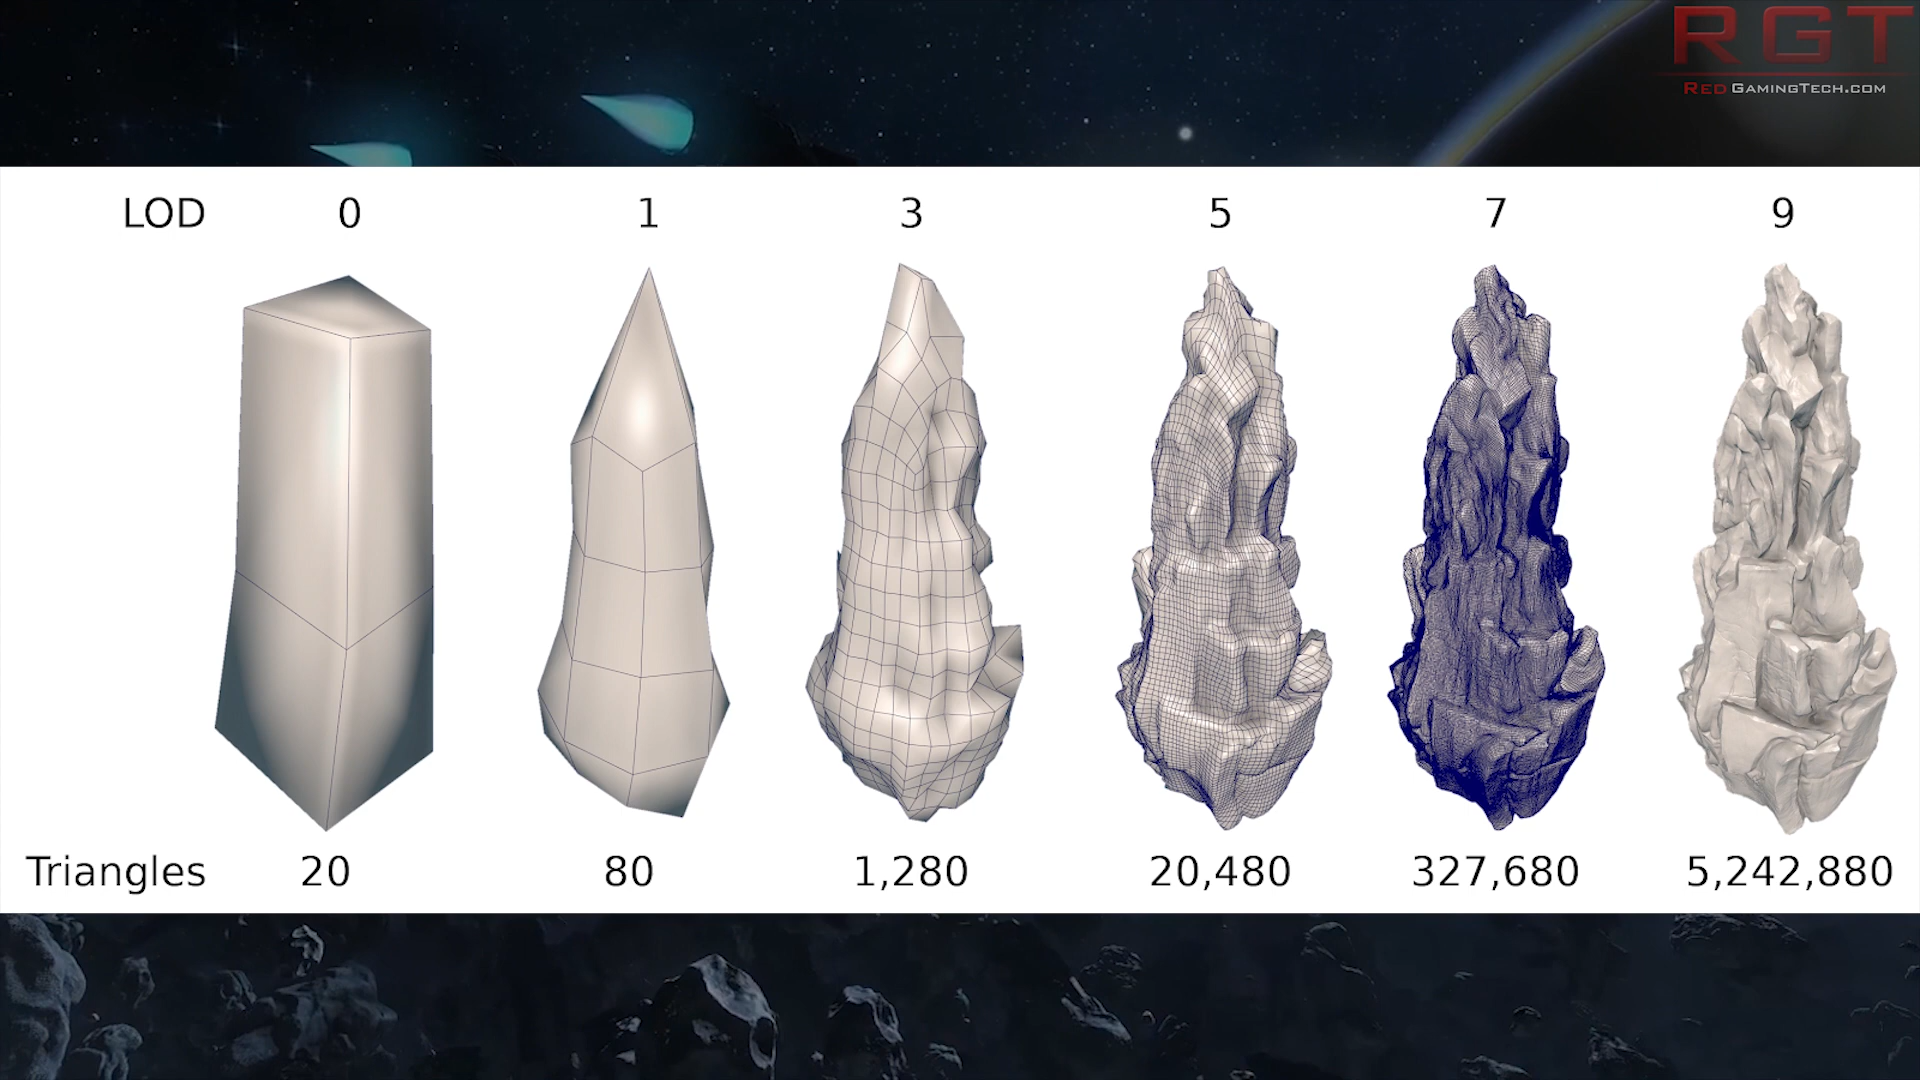 RGT
RED GAMINGTECH.COM
LOD 0 1 3 5 7 9
Triangles 20 80 1,280 20,480 327,680 5,242,880